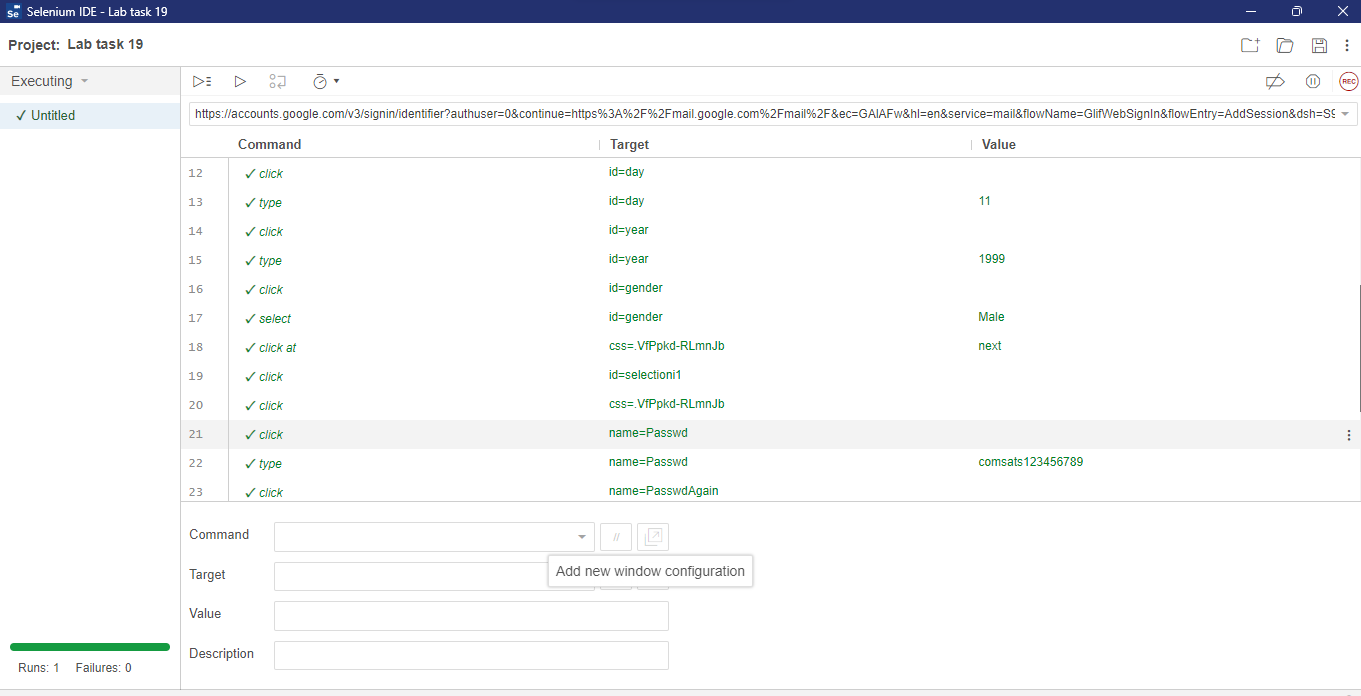 Selenium IDE - Lab task 19
Project: Lab task 19
Executing
REC
✓ Untitled
https://accounts.google.com/v3/signin/identifier?authuser=0&continue=https%3A%2F%2Fmail.google.com%2Fmail%2F&ec=GAlAFw&hl=en&service=mail&flowName=GlifWebSignIn&flowEntry=AddSession&dsh=S9
Command Target Value
12 ✓ click id=day
13 ✓ type id=day 11
14 ✓ click id=year
15 ✓ type id=year 1999
16 ✓ click id=gender
17 ✓ select id=gender Male
18 ✓ click at css=.VfPpkd-RLmnJb next
19 ✓ click id=selectioni1
20 ✓ click css=.VfPpkd-RLmnJb
21 ✓ click name=Passwd
22 ✓ type name=Passwd comsats123456789
23 ✓ click name=PasswdAgain
Command //
Add new window configuration
Target
Value
Description
Runs: 1 Failures: 0